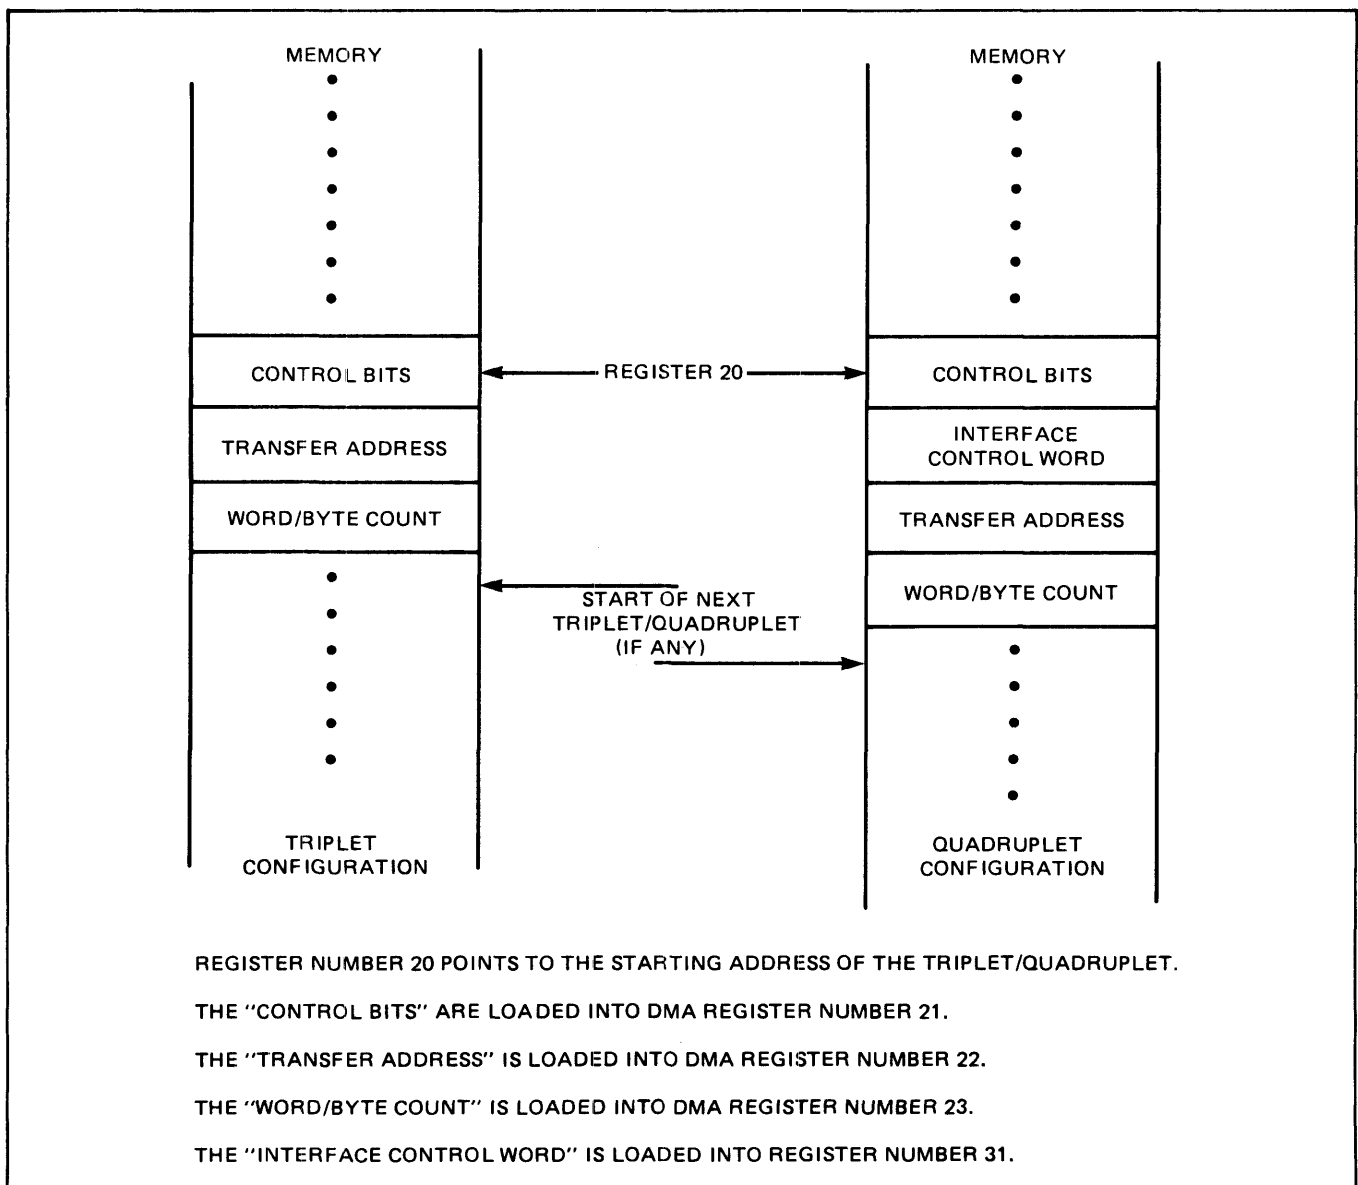 MEMORY
CONTROL BITS
TRANSFER ADDRESS
WORD/BYTE COUNT
TRIPLET
CONFIGURATION
REGISTER 20
START OF NEXT
TRIPLET/QUADRUPLET
(IF ANY)
MEMORY
CONTROL BITS
INTERFACE
CONTROL WORD
TRANSFER ADDRESS
WORD/BYTE COUNT
QUADRUPLET
CONFIGURATION
REGISTER NUMBER 20 POINTS TO THE STARTING ADDRESS OF THE TRIPLET/QUADRUPLET.
THE "CONTROL BITS" ARE LOADED INTO DMA REGISTER NUMBER 21.
THE "TRANSFER ADDRESS" IS LOADED INTO DMA REGISTER NUMBER 22.
THE "WORD/BYTE COUNT" IS LOADED INTO DMA REGISTER NUMBER 23.
THE "INTERFACE CONTROL WORD" IS LOADED INTO REGISTER NUMBER 31.